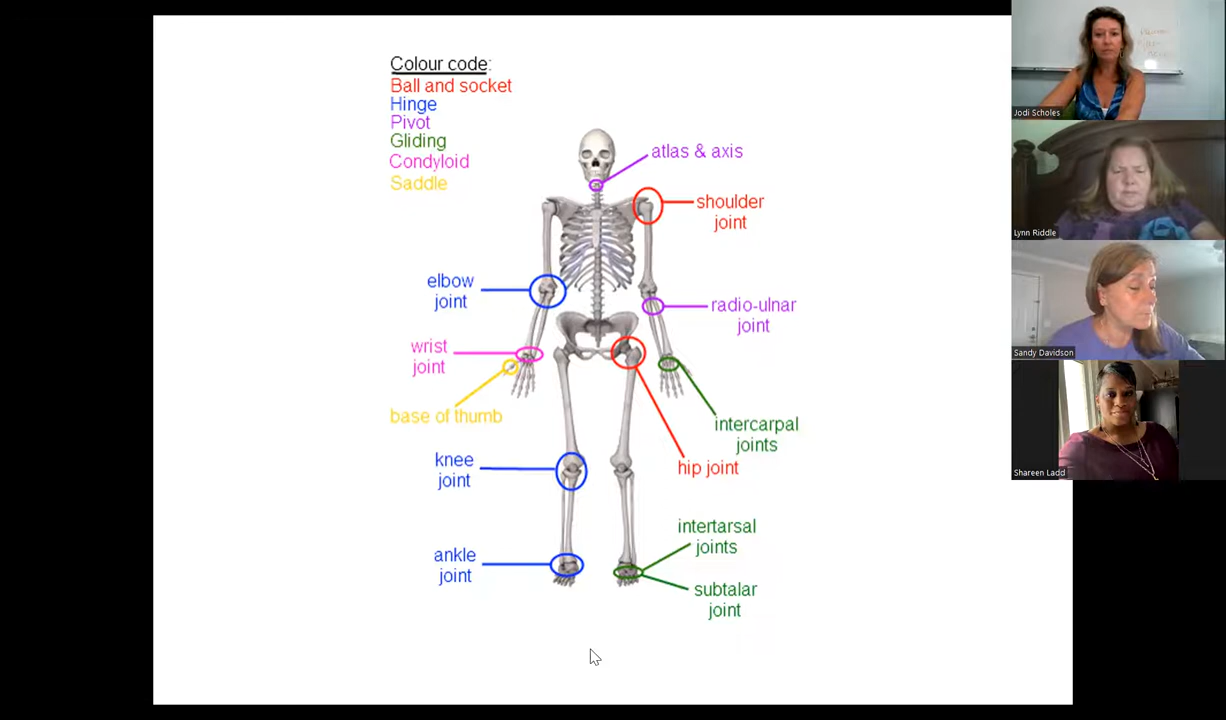 Colour code:
Ball and socket
Hinge
Pivot
Gliding
Condyloid
Saddle
atlas & axis
shoulder
joint
elbow
joint
radio-ulnar
joint
wrist
joint
base of thumb
intercarpal
joints
knee
joint
hip joint
intertarsal
joints
ankle
joint
subtalar
joint
Jodi Scholes
Lynn Riddle
Sandy Davidson
Shareen Ladd